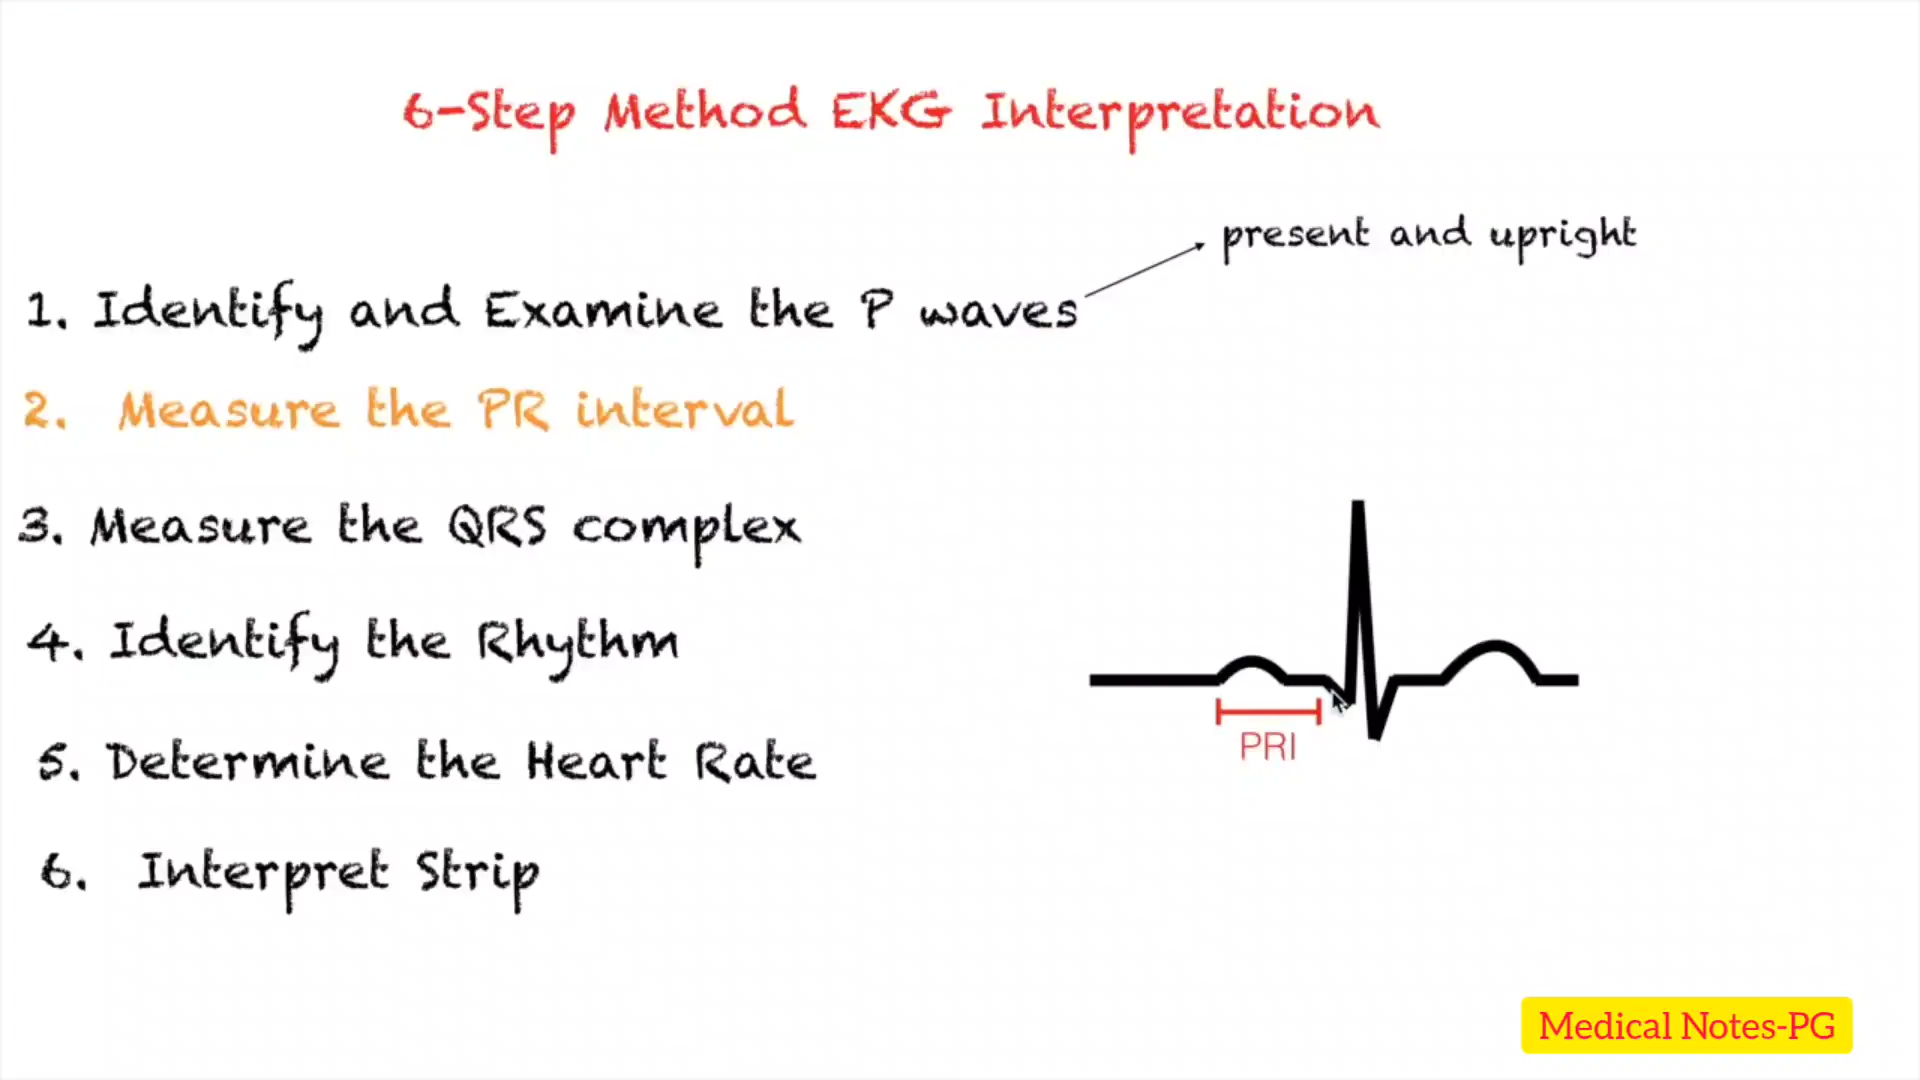 6-Step Method EKG Interpretation
present and upright
1. Identify and Examine the P waves
2. Measure the PR interval
3. Measure the QRS complex
4. Identify the Rhythm
5. Determine the Heart Rate
6. Interpret Strip
PRI
Medical Notes-PG